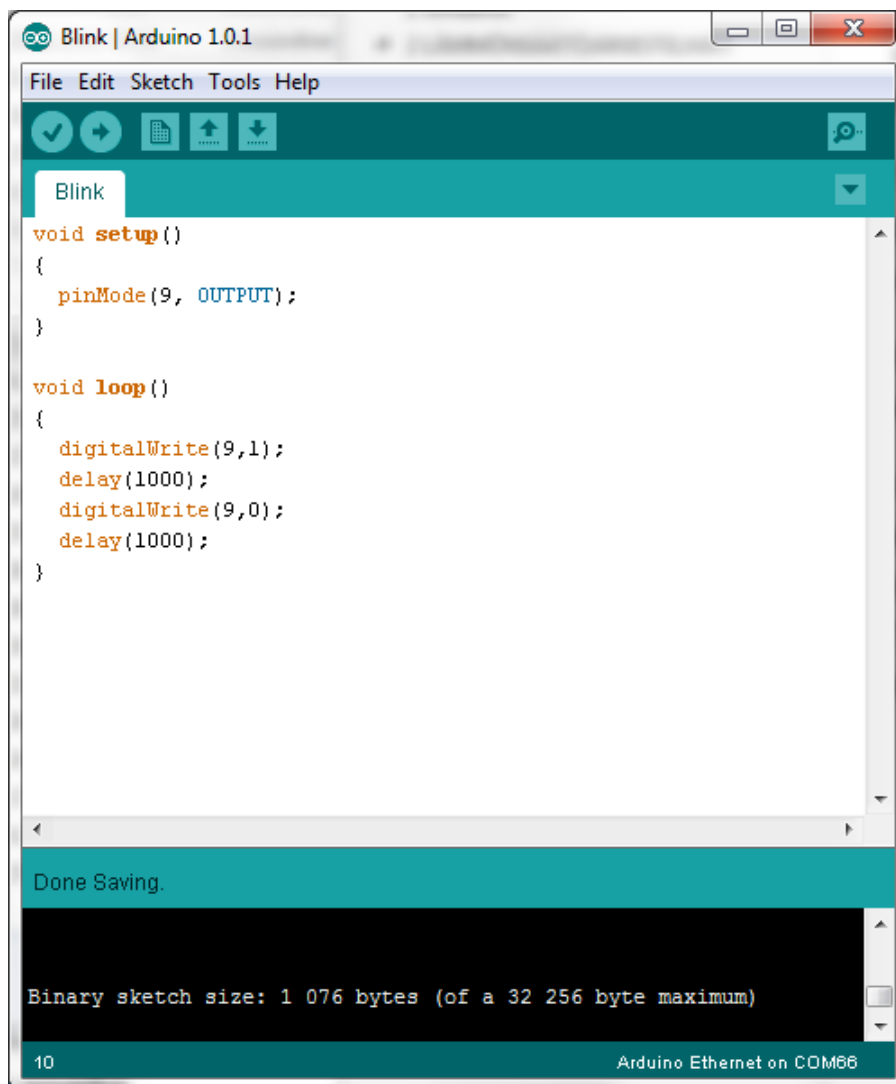 Blink | Arduino 1.0.1
File Edit Sketch Tools Help
Blink
void setup()
{
  pinMode(9, OUTPUT);
}

void loop()
{
  digitalWrite(9,1);
  delay(1000);
  digitalWrite(9,0);
  delay(1000);
}
Done Saving.
Binary sketch size: 1 076 bytes (of a 32 256 byte maximum)
10 Arduino Ethernet on COM66